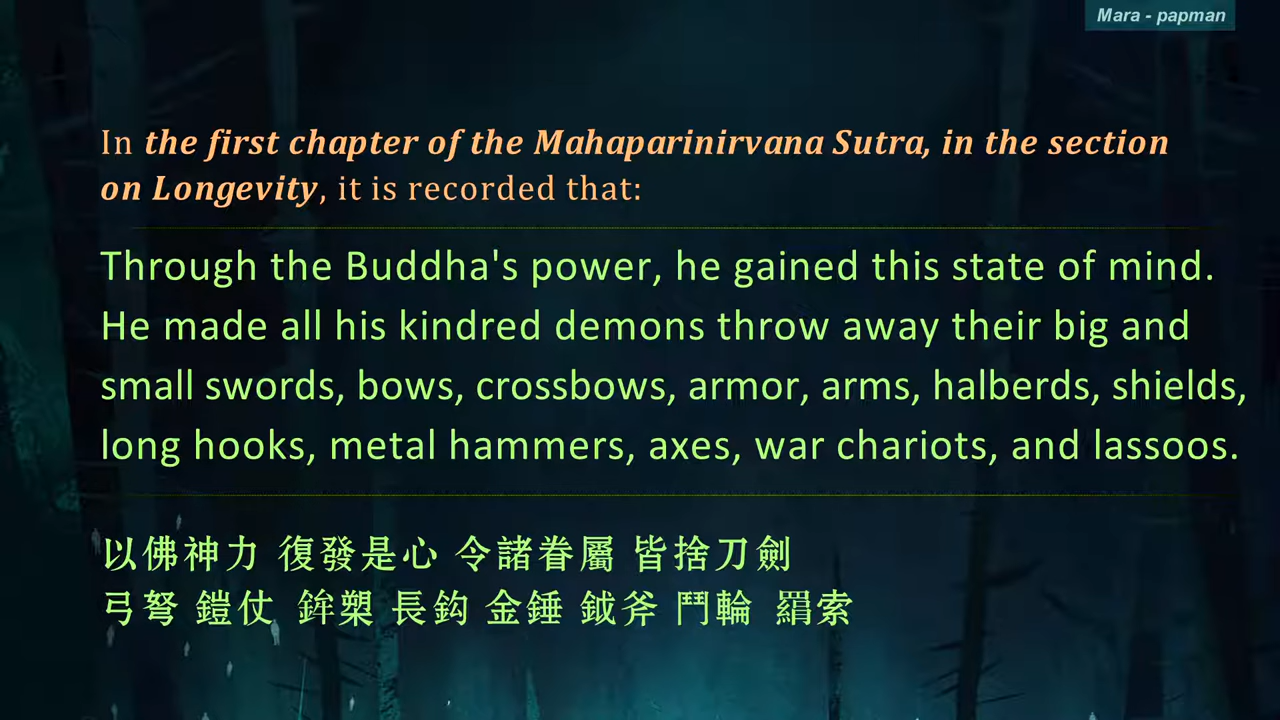 Mara - papman
In the first chapter of the Mahaparinirvana Sutra, in the section
on Longevity, it is recorded that:
Through the Buddha's power, he gained this state of mind.
He made all his kindred demons throw away their big and
small swords, bows, crossbows, armor, arms, halberds, shields,
long hooks, metal hammers, axes, war chariots, and lassoos.
以佛神力 復發是心 令諸眷屬 皆捨刀劍
弓弩 鎧仗 鉾槊 長鈎 金錘 鉞斧 鬥輪 羂索